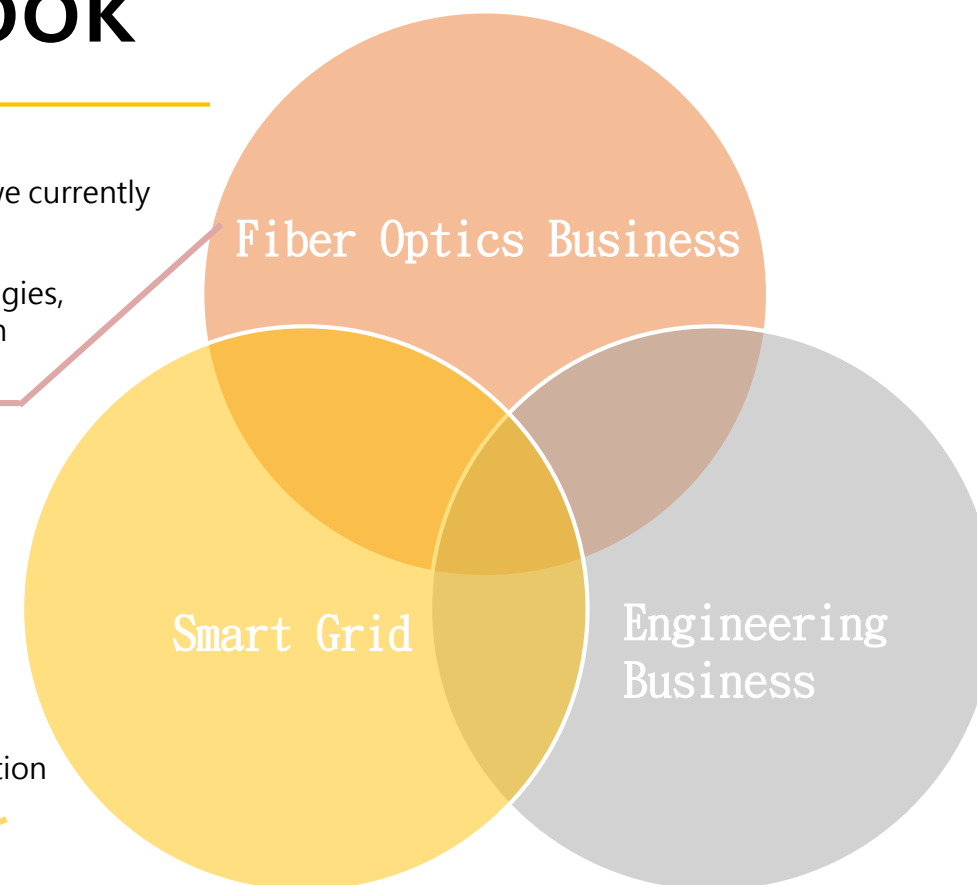 OOK
ve currently
Fiber Optics Business
gies,
n
Smart Grid
Engineering
Business
tion